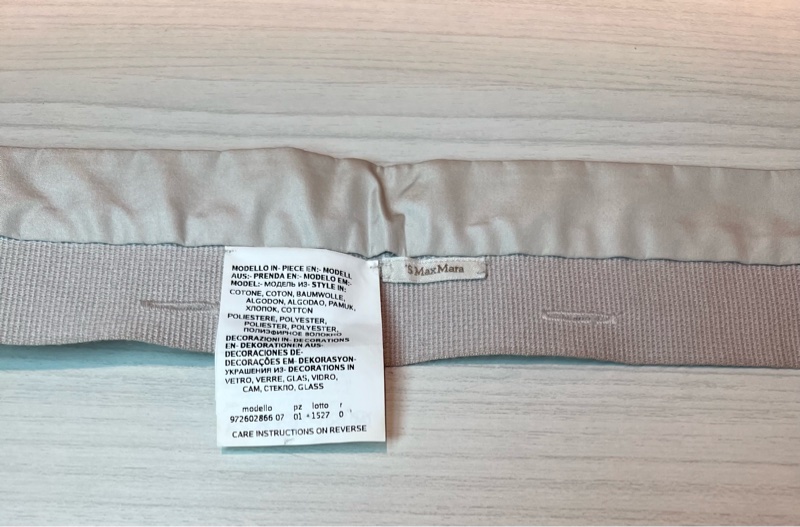 'S MaxMara
MODELLO IN- PIECE EN:- MODELL
AUS:- PRENDA EN:- MODELO EM:-
MODEL:- МОДЕЛЬ ИЗ- STYLE IN:
COTONE, COTON, BAUMWOLLE,
ALGODON, ALGODAO, PAMUK,
ХЛОПОК, COTTON
POLIESTERE, POLYESTER,
POLIESTER, POLYESTER,
ПОЛИЭФИРНОЕ ВОЛОКНО
DECORAZIONI IN- DECORATIONS
EN- DEKORATIONEN AUS-
DECORACIONES DE-
DECORAÇÕES EM- DEKORASYON-
УКРАШЕНИЯ ИЗ- DECORATIONS IN
VETRO, VERRE, GLAS, VIDRO,
CAM, СТЕКЛО, GLASS
modello pz lotto r
972602866 07 01 1527 0
CARE INSTRUCTIONS ON REVERSE